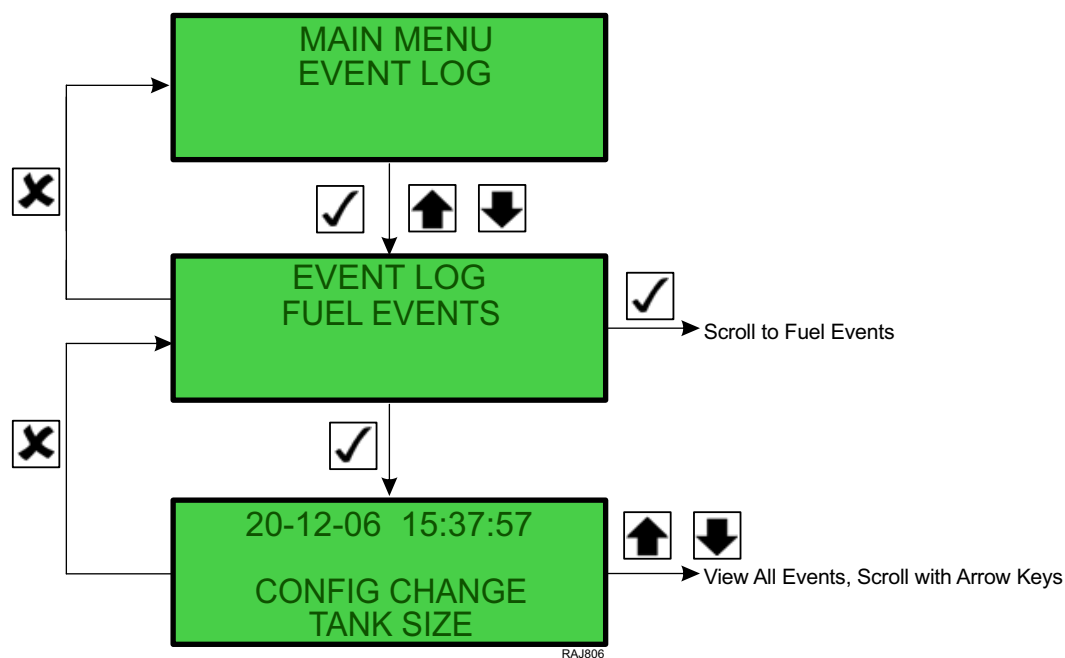 MAIN MENU
EVENT LOG
EVENT LOG
FUEL EVENTS
Scroll to Fuel Events
20-12-06 15:37:57
CONFIG CHANGE
TANK SIZE
View All Events, Scroll with Arrow Keys
RAJ806